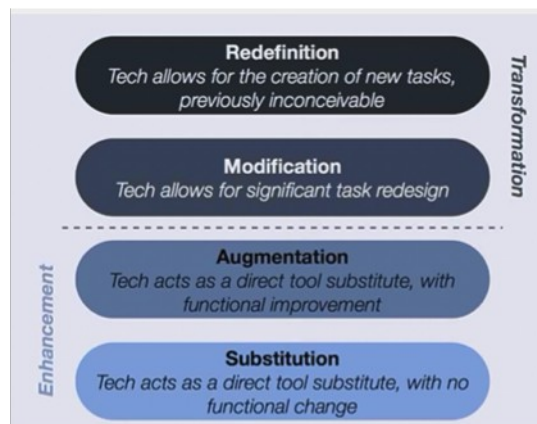 Redefinition
Tech allows for the creation of new tasks,
previously inconceivable
Transformation
Modification
Tech allows for significant task redesign
Augmentation
Tech acts as a direct tool substitute, with
functional improvement
Enhancement
Substitution
Tech acts as a direct tool substitute, with no
functional change